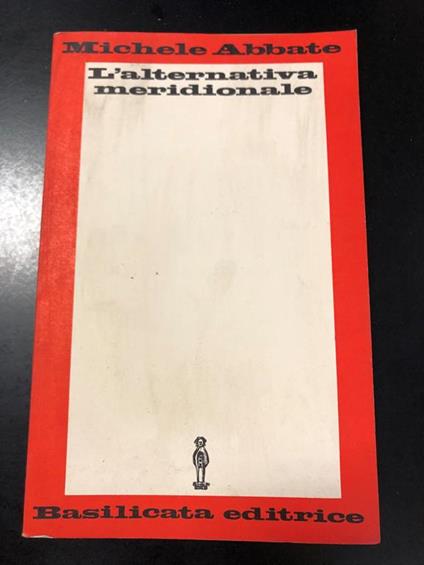 Michele Abbate
L'alternativa
meridionale
Basilicata editrice